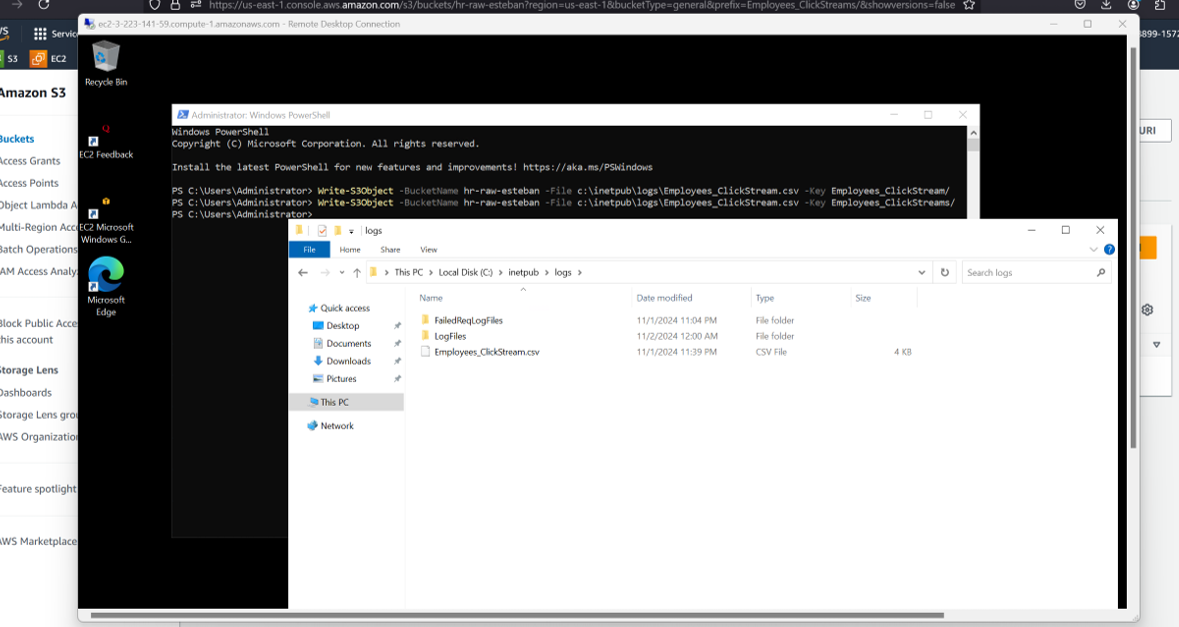 https://us-east-1.console.aws.amazon.com/s3/buckets/hr-raw-esteban?region=us-east-1&bucketType=general&prefix=Employees_ClickStreams/&showversions=false
ec2-3-223-141-59.compute-1.amazonaws.com - Remote Desktop Connection
S3
EC2
Amazon S3
Buckets
Access Grants
Access Points
Object Lambda A
Multi-Region Acc
Batch Operations
IAM Access Analy
Block Public Acce
this account
Storage Lens
Dashboards
Storage Lens grou
AWS Organization
Feature spotlight
AWS Marketplace
Recycle Bin
EC2 Feedback
EC2 Microsoft
Windows G...
Microsoft
Edge
Administrator: Windows PowerShell
Windows PowerShell
Copyright (C) Microsoft Corporation. All rights reserved.
Install the latest PowerShell for new features and improvements! https://aka.ms/PSWindows
PS C:\Users\Administrator> Write-S3Object -BucketName hr-raw-esteban -File c:\inetpub\logs\Employees_ClickStream.csv -Key Employees_ClickStream/
PS C:\Users\Administrator> Write-S3Object -BucketName hr-raw-esteban -File c:\inetpub\logs\Employees_ClickStream.csv -Key Employees_ClickStreams/
PS C:\Users\Administrator>
logs
File Home Share View
This PC > Local Disk (C:) > inetpub > logs >
Search logs
Name Date modified Type Size
Quick access
Desktop
Documents
Downloads
Pictures
This PC
Network
FailedReqLogFiles 11/1/2024 11:04 PM File folder
LogFiles 11/2/2024 12:00 AM File folder
Employees_ClickStream.csv 11/1/2024 11:39 PM CSV File 4 KB
URI